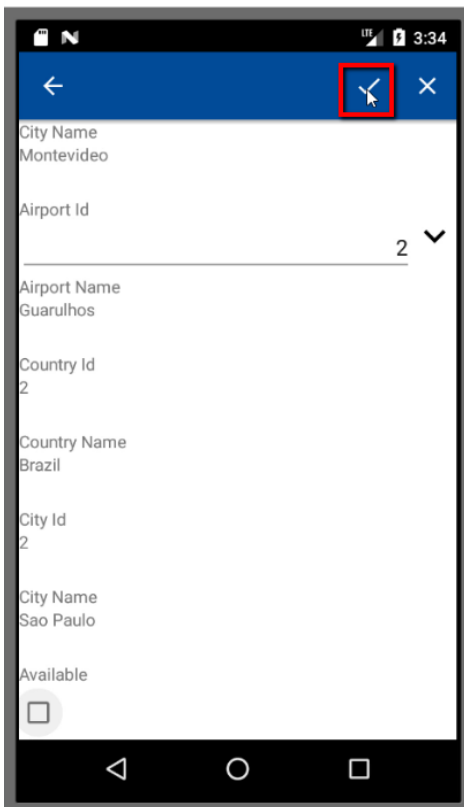 LTE 3:34
City Name
Montevideo
Airport Id
2
Airport Name
Guarulhos
Country Id
2
Country Name
Brazil
City Id
2
City Name
Sao Paulo
Available